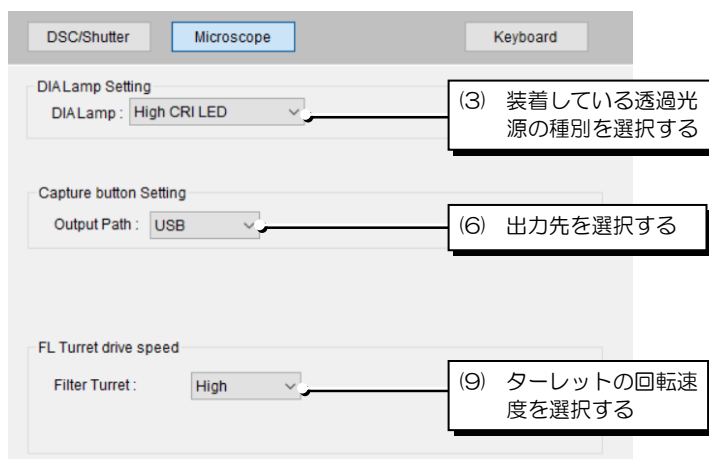 DSC/Shutter Microscope Keyboard
DIALamp Setting
DIALamp : High CRI LED
(3) 装着している透過光
源の種別を選択する
Capture button Setting
Output Path : USB
(6) 出力先を選択する
FL Turret drive speed
Filter Turret : High
(9) ターレットの回転速
度を選択する